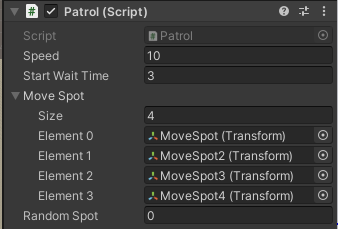 Patrol (Script)
Script Patrol
Speed 10
Start Wait Time 3
Move Spot
Size 4
Element 0 MoveSpot (Transform)
Element 1 MoveSpot2 (Transform)
Element 2 MoveSpot3 (Transform)
Element 3 MoveSpot4 (Transform)
Random Spot 0